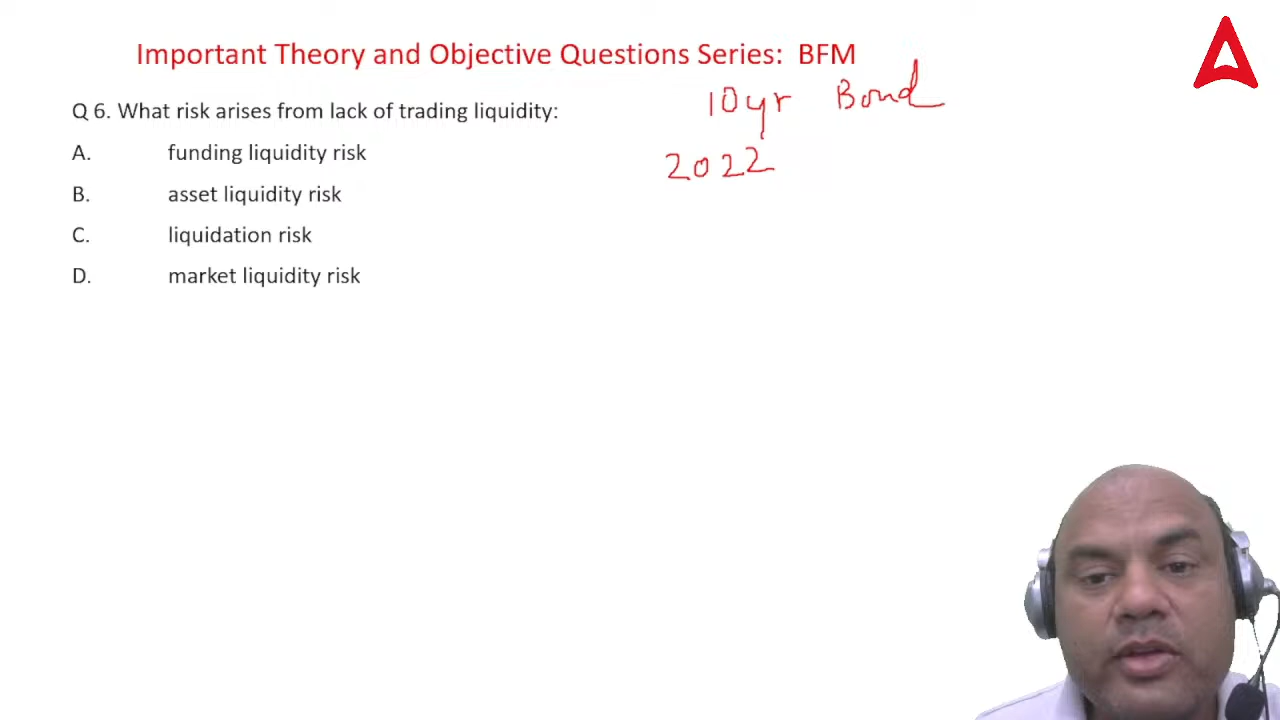 Important Theory and Objective Questions Series: BFM
10yr Bond
Q 6. What risk arises from lack of trading liquidity:
A. funding liquidity risk
2022
B. asset liquidity risk
C. liquidation risk
D. market liquidity risk